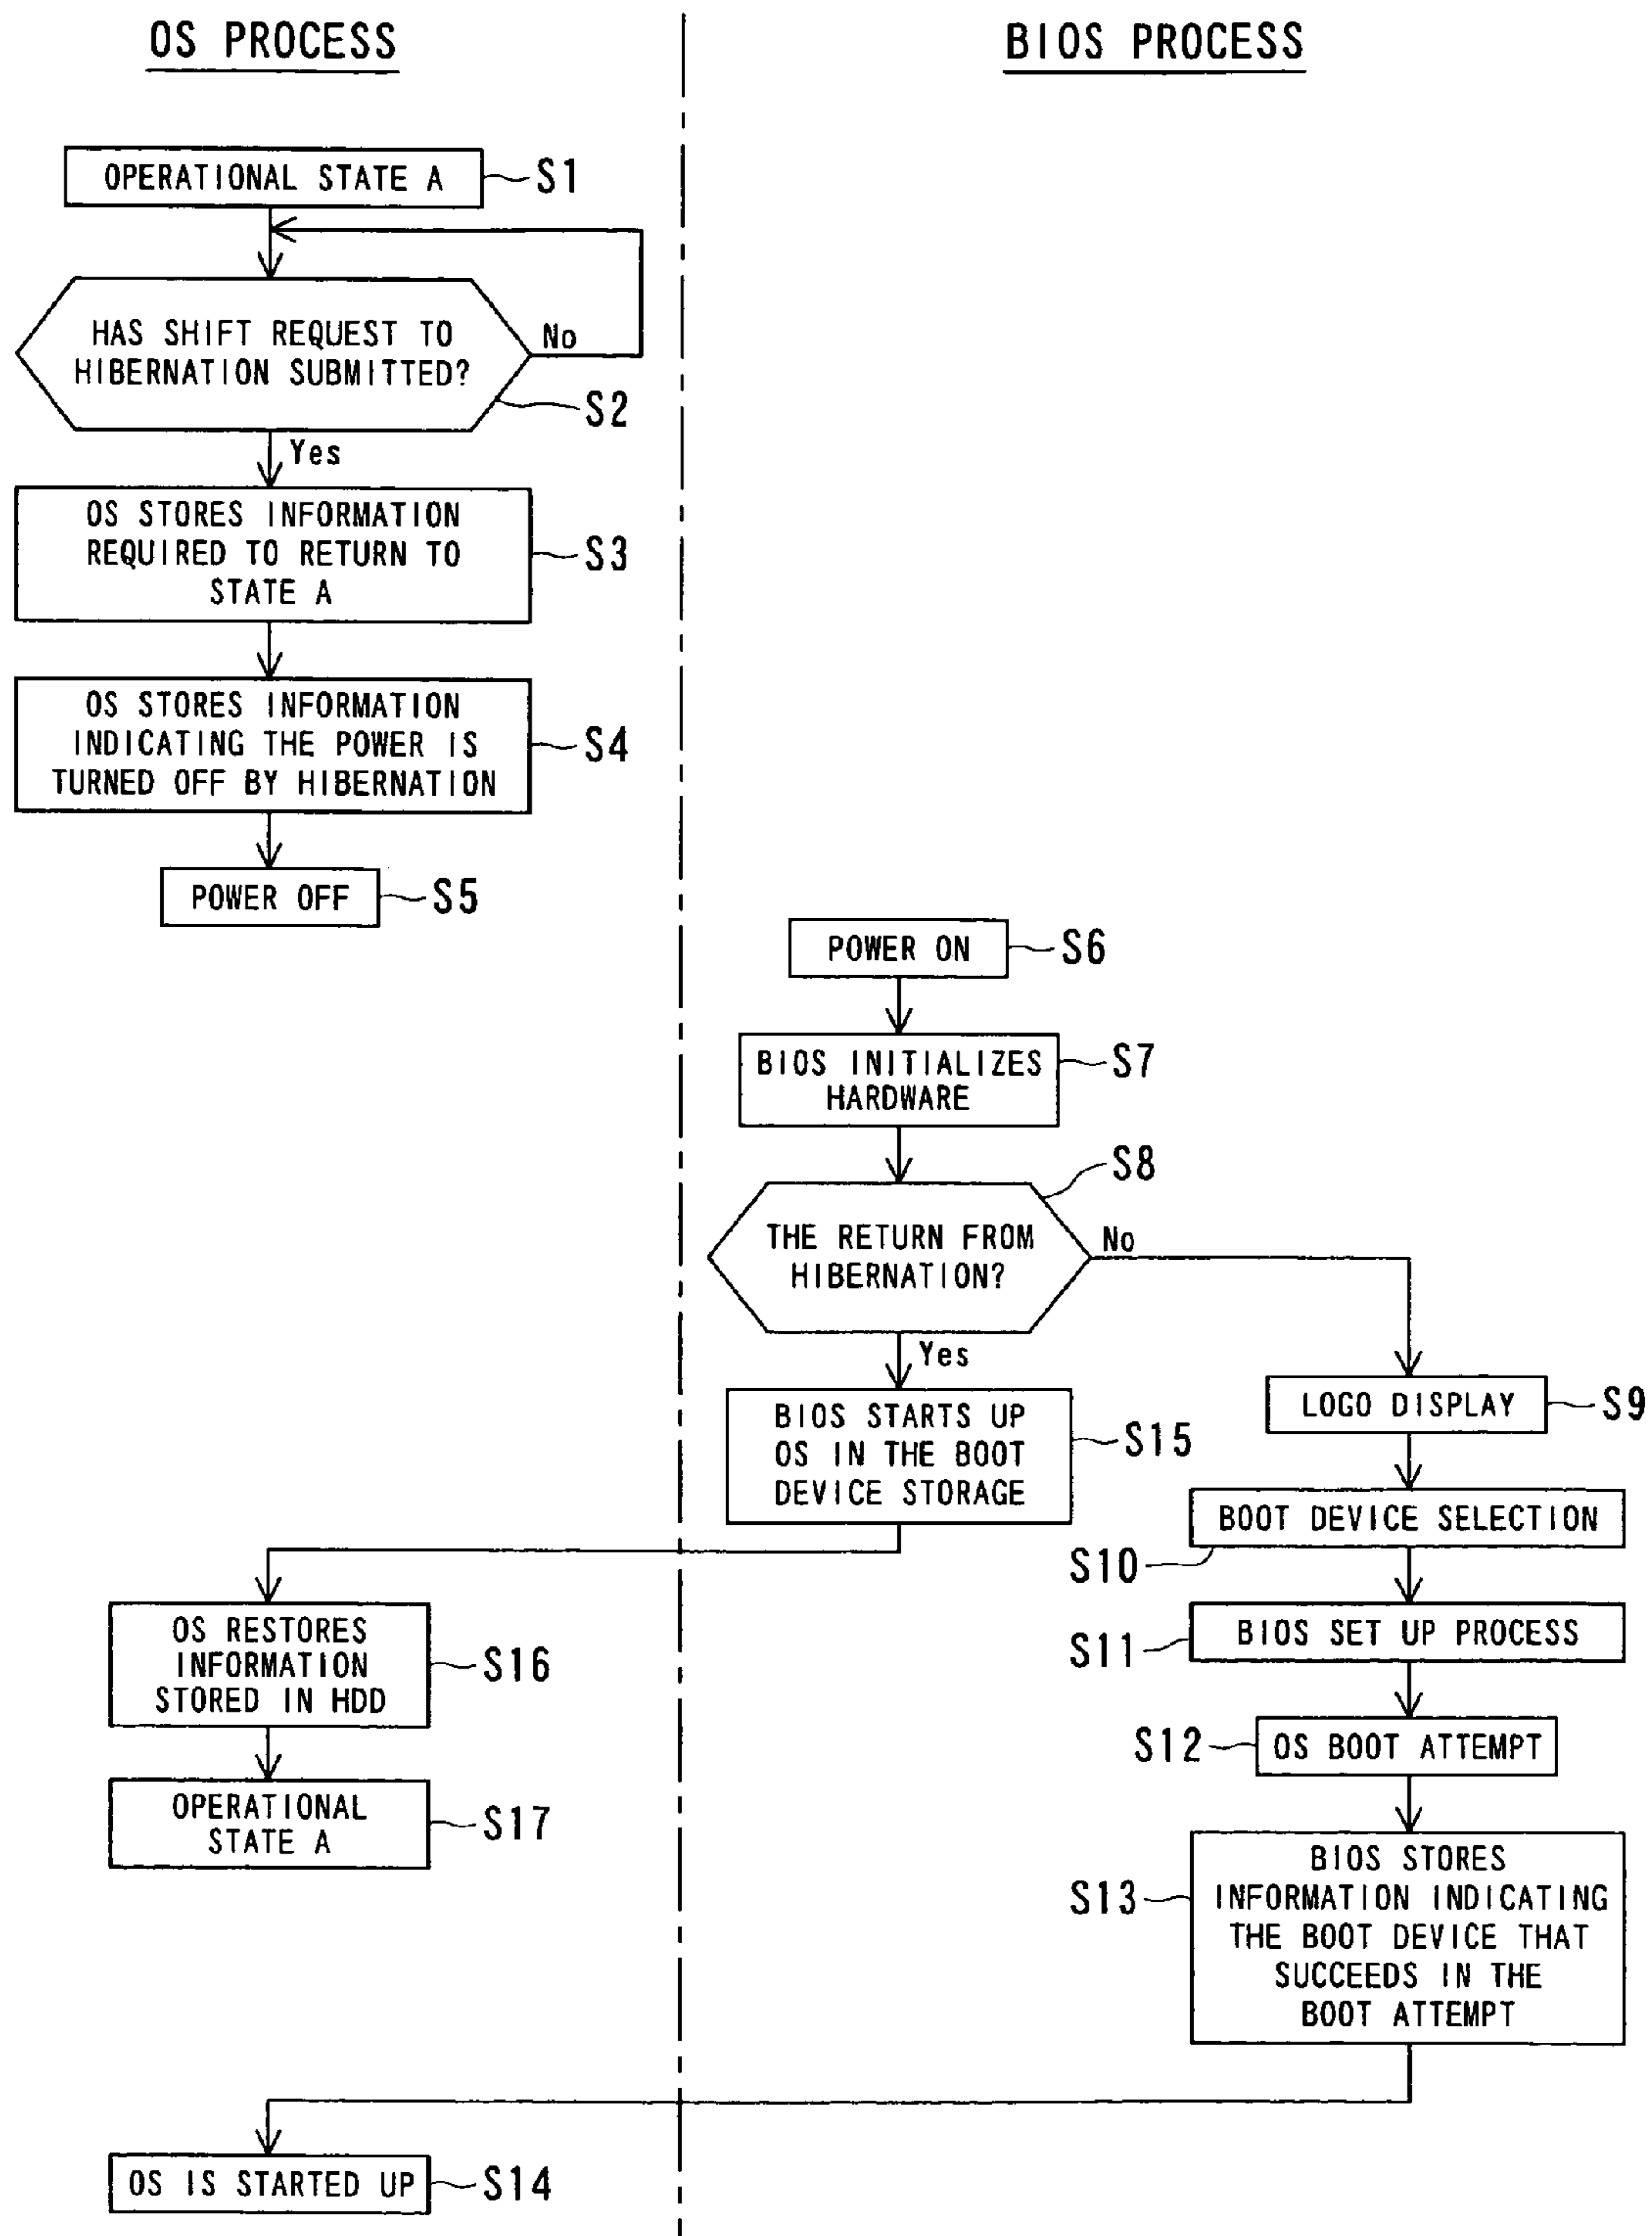 OS PROCESS
BIOS PROCESS
OPERATIONAL STATE A
S1
HAS SHIFT REQUEST TO
HIBERNATION SUBMITTED?
No
S2
Yes
OS STORES INFORMATION
REQUIRED TO RETURN TO
STATE A
S3
OS STORES INFORMATION
INDICATING THE POWER IS
TURNED OFF BY HIBERNATION
S4
POWER OFF
S5
POWER ON
S6
BIOS INITIALIZES
HARDWARE
S7
S8
THE RETURN FROM
HIBERNATION?
No
Yes
BIOS STARTS UP
OS IN THE BOOT
DEVICE STORAGE
S15
LOGO DISPLAY
S9
BOOT DEVICE SELECTION
S10
BIOS SET UP PROCESS
S11
OS RESTORES
INFORMATION
STORED IN HDD
S16
S12
OS BOOT ATTEMPT
OPERATIONAL
STATE A
S17
BIOS STORES
INFORMATION INDICATING
THE BOOT DEVICE THAT
SUCCEEDS IN THE
BOOT ATTEMPT
S13
OS IS STARTED UP
S14